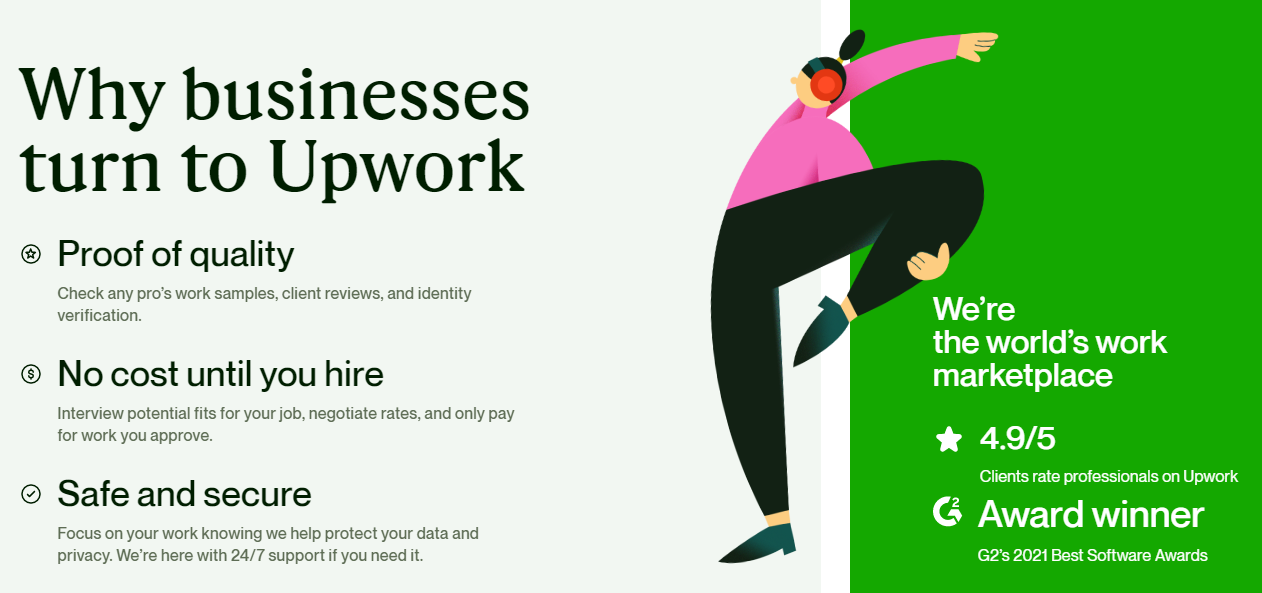 Why businesses
turn to Upwork
Proof of quality
Check any pro’s work samples, client reviews, and identity
verification.
No cost until you hire
Interview potential fits for your job, negotiate rates, and only pay
for work you approve.
Safe and secure
Focus on your work knowing we help protect your data and
privacy. We’re here with 24/7 support if you need it.
We’re
the world’s work
marketplace
4.9/5
Clients rate professionals on Upwork
G2
Award winner
G2’s 2021 Best Software Awards